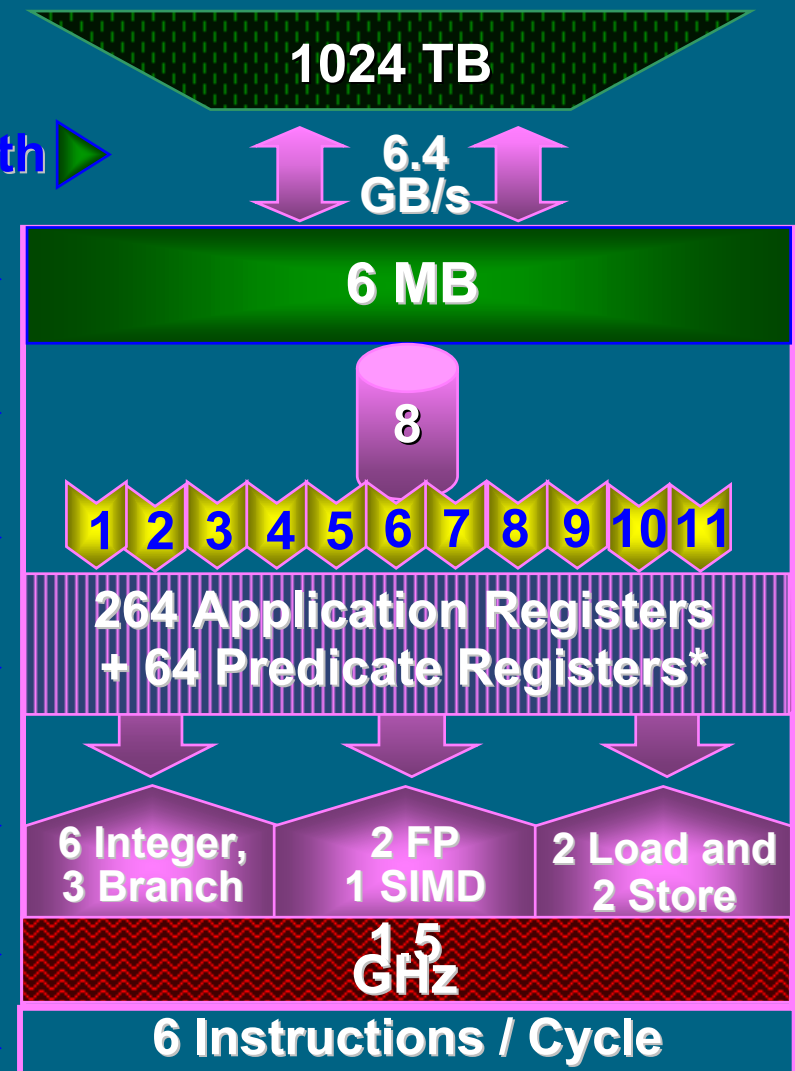 1024 TB
th
6.4
GB/s
6 MB
8
1 2 3 4 5 6 7 8 9 10 11
264 Application Registers
+ 64 Predicate Registers*
6 Integer,
3 Branch
2 FP
1 SIMD
2 Load and
2 Store
1.5
GHz
6 Instructions / Cycle